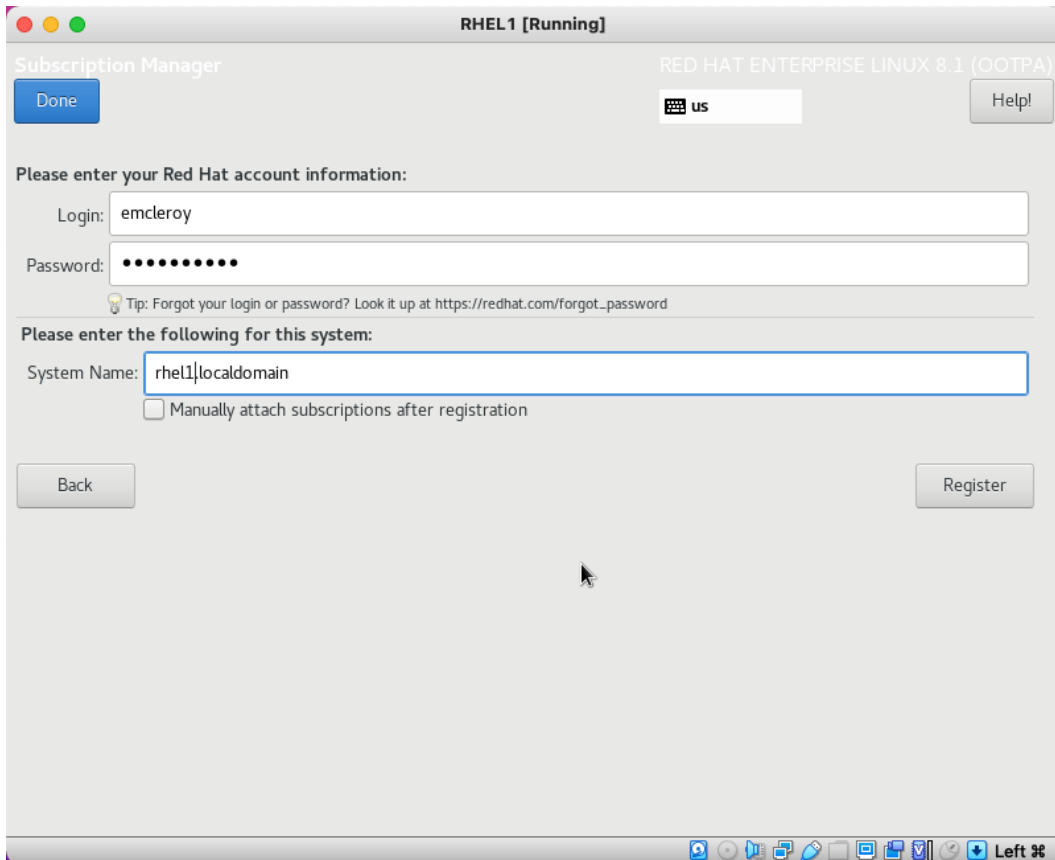 RHEL1 [Running]
Subscription Manager
RED HAT ENTERPRISE LINUX 8.1 (OOTPA)
Done
us
Help!
Please enter your Red Hat account information:
Login: emcleroy
Password: ••••••••••
Tip: Forgot your login or password? Look it up at https://redhat.com/forgot_password
Please enter the following for this system:
System Name: rhel1.localdomain
Manually attach subscriptions after registration
Back
Register
Left ⌘